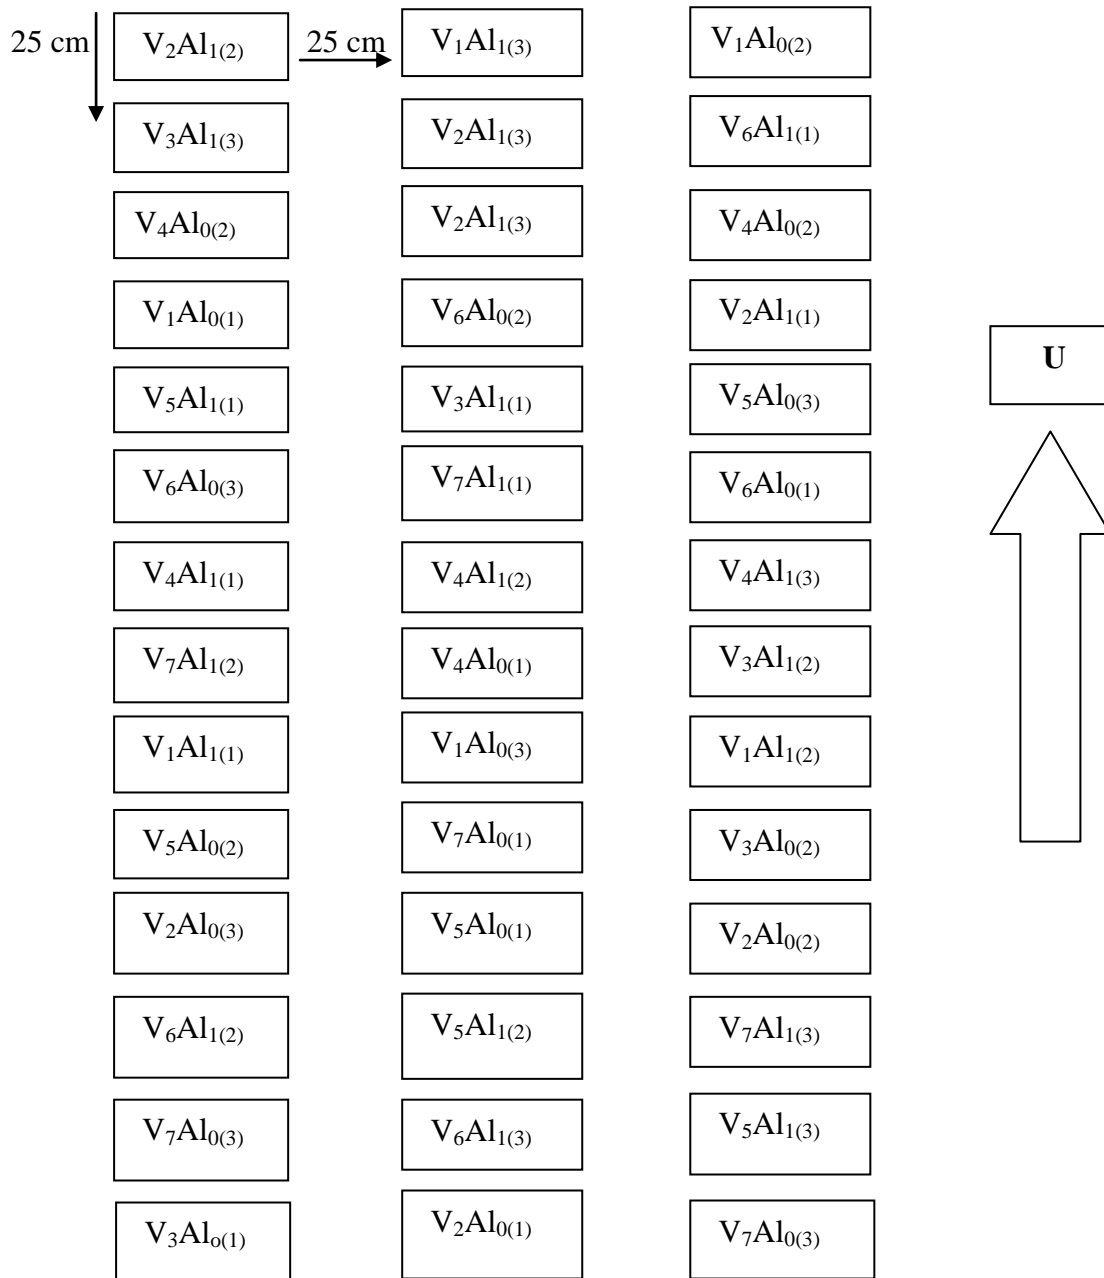 25 cm V₂Al₁₍₂₎ 25 cm V₁Al₁₍₃₎ V₁Al₀₍₂₎
V₃Al₁₍₃₎ V₂Al₁₍₃₎ V₆Al₁₍₁₎
V₄Al₀₍₂₎ V₂Al₁₍₃₎ V₄Al₀₍₂₎
V₁Al₀₍₁₎ V₆Al₀₍₂₎ V₂Al₁₍₁₎
U
V₅Al₁₍₁₎ V₃Al₁₍₁₎ V₅Al₀₍₃₎
V₆Al₀₍₃₎ V₇Al₁₍₁₎ V₆Al₀₍₁₎
V₄Al₁₍₁₎ V₄Al₁₍₂₎ V₄Al₁₍₃₎
V₇Al₁₍₂₎ V₄Al₀₍₁₎ V₃Al₁₍₂₎
V₁Al₁₍₁₎ V₁Al₀₍₃₎ V₁Al₁₍₂₎
V₅Al₀₍₂₎ V₇Al₀₍₁₎ V₃Al₀₍₂₎
V₂Al₀₍₃₎ V₅Al₀₍₁₎ V₂Al₀₍₂₎
V₆Al₁₍₂₎ V₅Al₁₍₂₎ V₇Al₁₍₃₎
V₇Al₀₍₃₎ V₆Al₁₍₃₎ V₅Al₁₍₃₎
V₃Alₒ₍₁₎ V₂Al₀₍₁₎ V₇Al₀₍₃₎